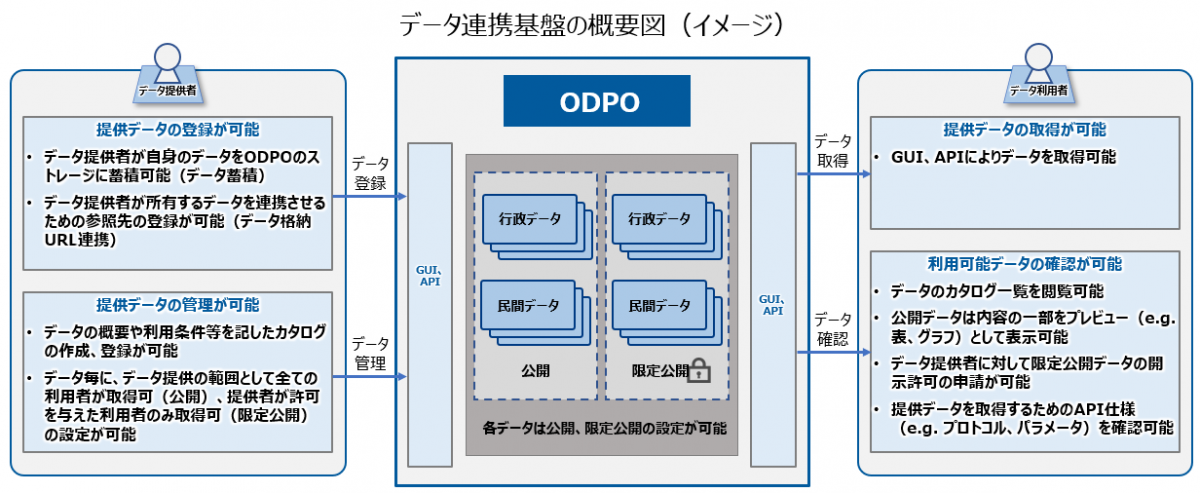 データ連携基盤の概要図（イメージ）
データ提供者
提供データの登録が可能
• データ提供者が自身のデータをODPOのス
トレージに蓄積可能（データ蓄積）
• データ提供者が所有するデータを連携させる
ための参照先の登録が可能（データ格納
URL連携）
提供データの管理が可能
• データの概要や利用条件等を記したカタログ
の作成、登録が可能
• データ毎に、データ提供の範囲として全ての
利用者が取得可（公開）、提供者が許可
を与えた利用者のみ取得可（限定公開）
の設定が可能
データ
登録
データ
管理
ODPO
GUI、
API
行政データ
民間データ
公開
行政データ
民間データ
限定公開
各データは公開、限定公開の設定が可能
GUI、
API
データ
取得
データ
確認
データ利用者
提供データの取得が可能
• GUI、APIによりデータを取得可能
利用可能データの確認が可能
• データのカタログ一覧を閲覧可能
• 公開データは内容の一部をプレビュー（e.g.
表、グラフ）として表示可能
• データ提供者に対して限定公開データの開
示許可の申請が可能
• 提供データを取得するためのAPI仕様
（e.g. プロトコル、パラメータ）を確認可能